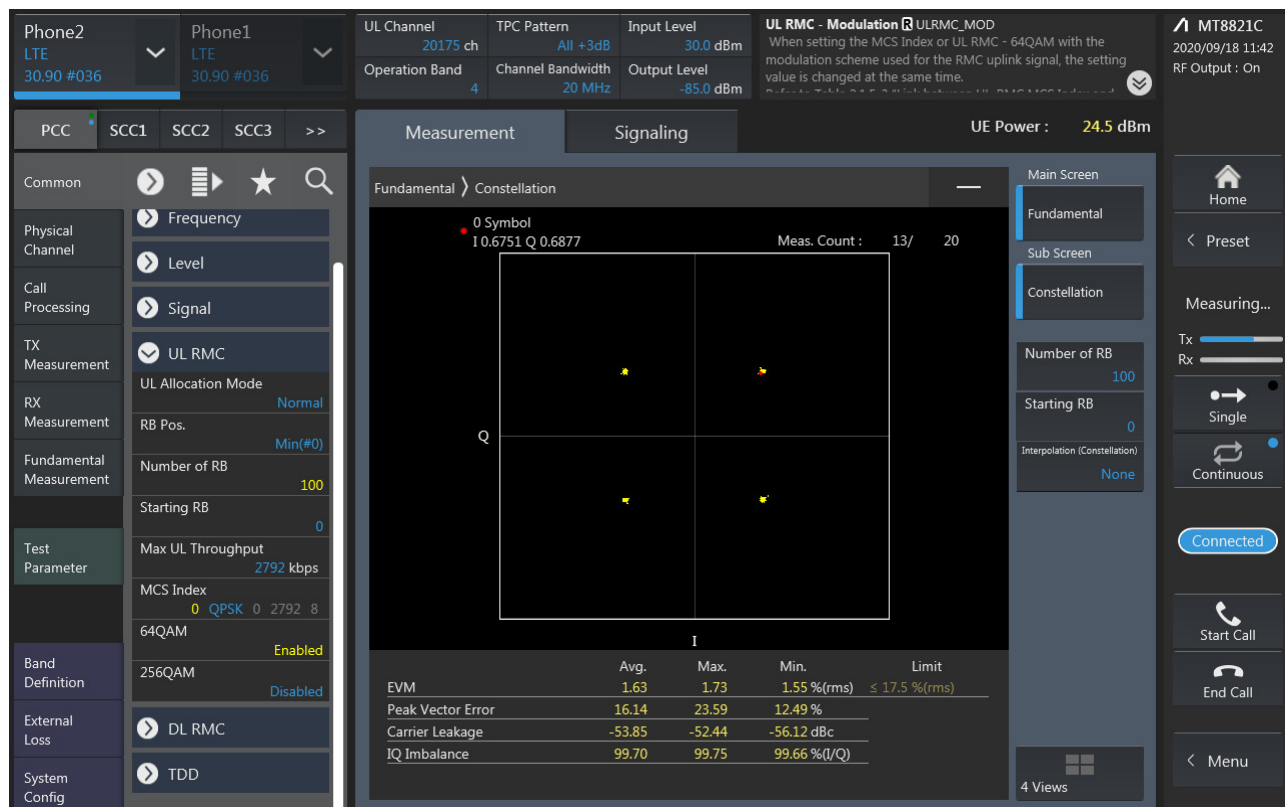 Phone2
LTE
30.90 #036
Phone1
LTE
30.90 #036
UL Channel
20175 ch
TPC Pattern
All +3dB
Input Level
30.0 dBm
Operation Band
4
Channel Bandwidth
20 MHz
Output Level
-85.0 dBm
UL RMC - Modulation R ULRMC_MOD
When setting the MCS Index or UL RMC - 64QAM with the
modulation scheme used for the RMC uplink signal, the setting
value is changed at the same time.
MT8821C
2020/09/18 11:42
RF Output : On
PCC
SCC1
SCC2
SCC3
>>
Measurement
Signaling
UE Power : 24.5 dBm
Common
Physical
Channel
Call
Processing
TX
Measurement
RX
Measurement
Fundamental
Measurement
Test
Parameter
Band
Definition
External
Loss
System
Config
Frequency
Level
Signal
UL RMC
UL Allocation Mode
Normal
RB Pos.
Min(#0)
Number of RB
100
Starting RB
0
Max UL Throughput
2792 kbps
MCS Index
0 QPSK 0 2792 8
64QAM
Enabled
256QAM
Disabled
DL RMC
TDD
Fundamental > Constellation
0 Symbol
I 0.6751 Q 0.6877
Meas. Count : 13/ 20
Q
I
Avg. Max. Min. Limit
EVM 1.63 1.73 1.55 %(rms) ≤ 17.5 %(rms)
Peak Vector Error 16.14 23.59 12.49 %
Carrier Leakage -53.85 -52.44 -56.12 dBc
IQ Imbalance 99.70 99.75 99.66 %(I/Q)
Main Screen
Fundamental
Sub Screen
Constellation
Number of RB
100
Starting RB
0
Interpolation (Constellation)
None
4 Views
Home
< Preset
Measuring...
Tx
Rx
Single
Continuous
Connected
Start Call
End Call
< Menu